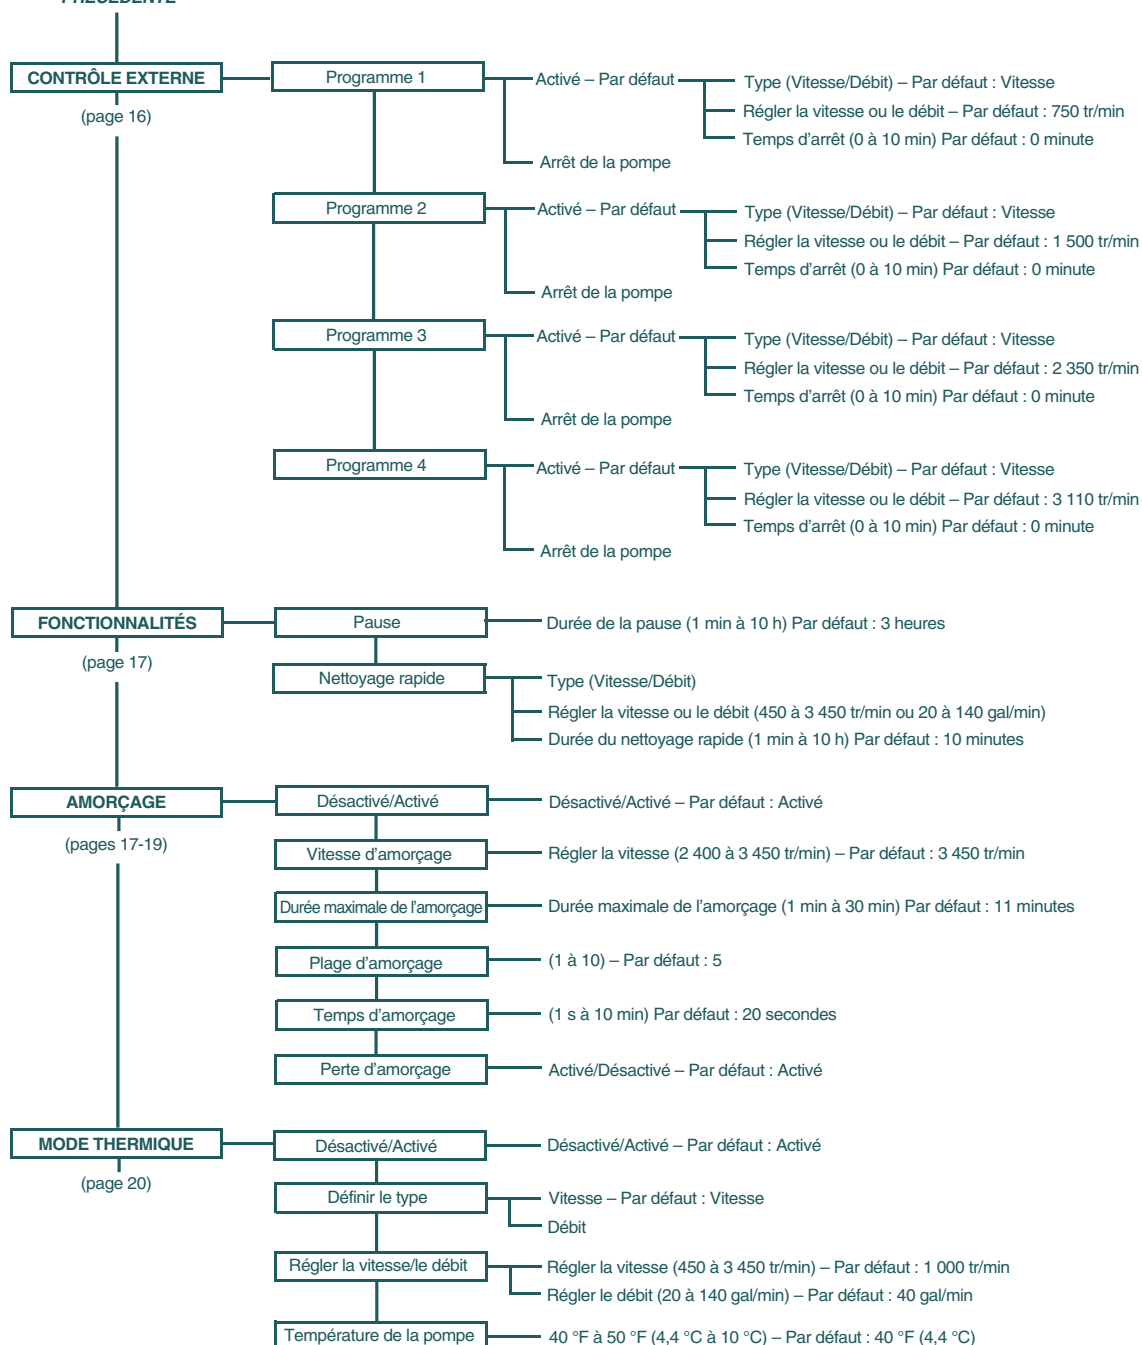 PRÉCÉDENTE
CONTRÔLE EXTERNE
(page 16)
Programme 1
Activé – Par défaut
Type (Vitesse/Débit) – Par défaut : Vitesse
Régler la vitesse ou le débit – Par défaut : 750 tr/min
Temps d'arrêt (0 à 10 min) Par défaut : 0 minute
Arrêt de la pompe
Programme 2
Activé – Par défaut
Type (Vitesse/Débit) – Par défaut : Vitesse
Régler la vitesse ou le débit – Par défaut : 1 500 tr/min
Temps d'arrêt (0 à 10 min) Par défaut : 0 minute
Arrêt de la pompe
Programme 3
Activé – Par défaut
Type (Vitesse/Débit) – Par défaut : Vitesse
Régler la vitesse ou le débit – Par défaut : 2 350 tr/min
Temps d'arrêt (0 à 10 min) Par défaut : 0 minute
Arrêt de la pompe
Programme 4
Activé – Par défaut
Type (Vitesse/Débit) – Par défaut : Vitesse
Régler la vitesse ou le débit – Par défaut : 3 110 tr/min
Temps d'arrêt (0 à 10 min) Par défaut : 0 minute
Arrêt de la pompe
FONCTIONNALITÉS
(page 17)
Pause
Durée de la pause (1 min à 10 h) Par défaut : 3 heures
Nettoyage rapide
Type (Vitesse/Débit)
Régler la vitesse ou le débit (450 à 3 450 tr/min ou 20 à 140 gal/min)
Durée du nettoyage rapide (1 min à 10 h) Par défaut : 10 minutes
AMORÇAGE
(pages 17-19)
Désactivé/Activé
Désactivé/Activé – Par défaut : Activé
Vitesse d'amorçage
Régler la vitesse (2 400 à 3 450 tr/min) – Par défaut : 3 450 tr/min
Durée maximale de l'amorçage
Durée maximale de l'amorçage (1 min à 30 min) Par défaut : 11 minutes
Plage d'amorçage
(1 à 10) – Par défaut : 5
Temps d'amorçage
(1 s à 10 min) Par défaut : 20 secondes
Perte d'amorçage
Activé/Désactivé – Par défaut : Activé
MODE THERMIQUE
(page 20)
Désactivé/Activé
Désactivé/Activé – Par défaut : Activé
Définir le type
Vitesse – Par défaut : Vitesse
Débit
Régler la vitesse/le débit
Régler la vitesse (450 à 3 450 tr/min) – Par défaut : 1 000 tr/min
Régler le débit (20 à 140 gal/min) – Par défaut : 40 gal/min
Température de la pompe
40 °F à 50 °F (4,4 °C à 10 °C) – Par défaut : 40 °F (4,4 °C)